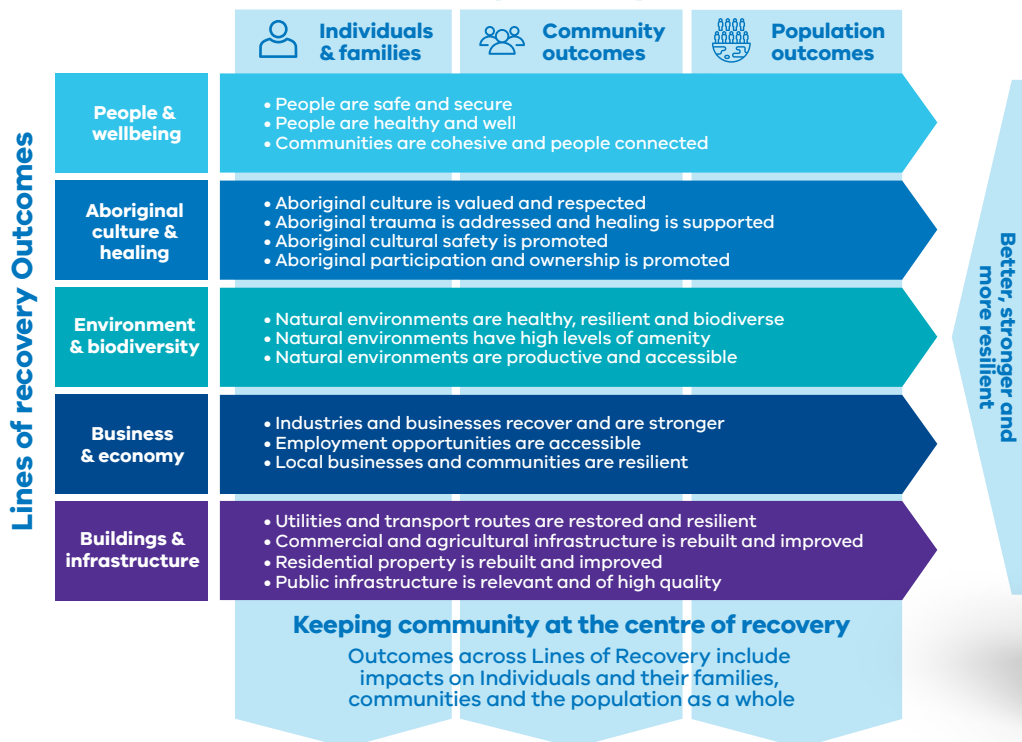 Individuals
& families
Community
outcomes
Population
outcomes
Lines of recovery Outcomes
People &
wellbeing
• People are safe and secure
• People are healthy and well
• Communities are cohesive and people connected
Aboriginal
culture &
healing
• Aboriginal culture is valued and respected
• Aboriginal trauma is addressed and healing is supported
• Aboriginal cultural safety is promoted
• Aboriginal participation and ownership is promoted
Environment
& biodiversity
• Natural environments are healthy, resilient and biodiverse
• Natural environments have high levels of amenity
• Natural environments are productive and accessible
Business
& economy
• Industries and businesses recover and are stronger
• Employment opportunities are accessible
• Local businesses and communities are resilient
Buildings &
infrastructure
• Utilities and transport routes are restored and resilient
• Commercial and agricultural infrastructure is rebuilt and improved
• Residential property is rebuilt and improved
• Public infrastructure is relevant and of high quality
Better, stronger and
more resilient
Keeping community at the centre of recovery
Outcomes across Lines of Recovery include
impacts on Individuals and their families,
communities and the population as a whole